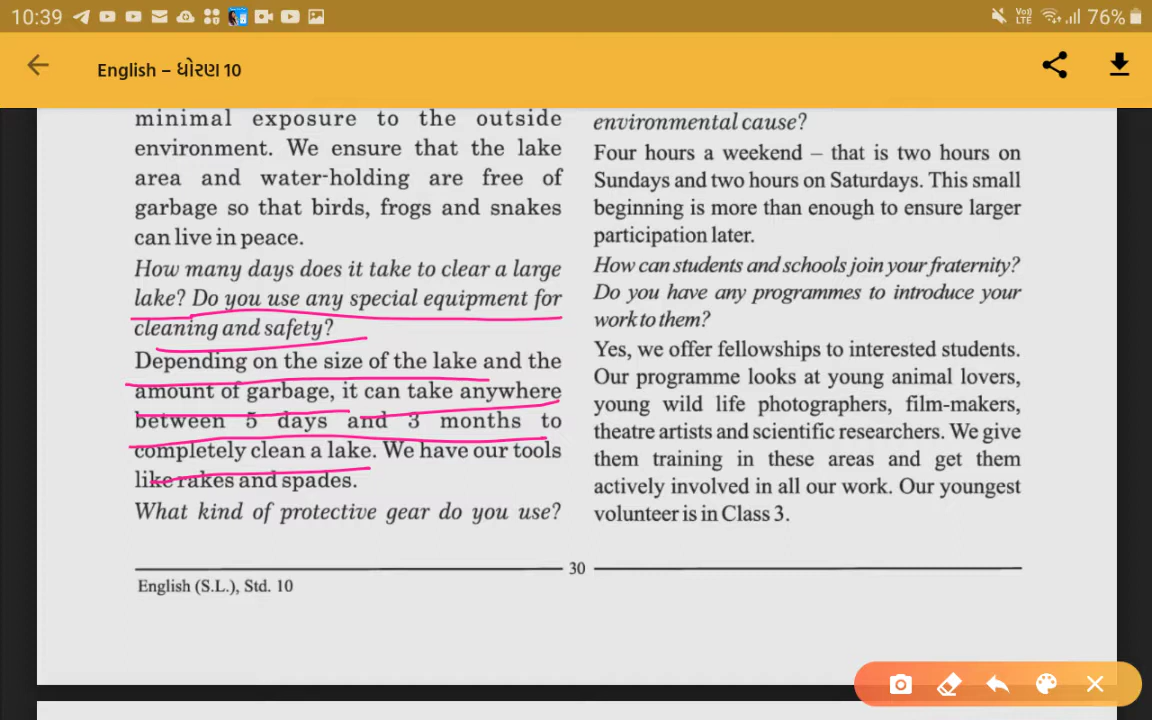 10:39
Vo))
LTE
76%
English – ધોરણ 10
minimal exposure to the outside
environment. We ensure that the lake
area and water-holding are free of
garbage so that birds, frogs and snakes
can live in peace.
How many days does it take to clear a large
lake? Do you use any special equipment for
cleaning and safety?
Depending on the size of the lake and the
amount of garbage, it can take anywhere
between 5 days and 3 months to
completely clean a lake. We have our tools
like rakes and spades.
What kind of protective gear do you use?
environmental cause?
Four hours a weekend – that is two hours on
Sundays and two hours on Saturdays. This small
beginning is more than enough to ensure larger
participation later.
How can students and schools join your fraternity?
Do you have any programmes to introduce your
work to them?
Yes, we offer fellowships to interested students.
Our programme looks at young animal lovers,
young wild life photographers, film-makers,
theatre artists and scientific researchers. We give
them training in these areas and get them
actively involved in all our work. Our youngest
volunteer is in Class 3.
30
English (S.L.), Std. 10